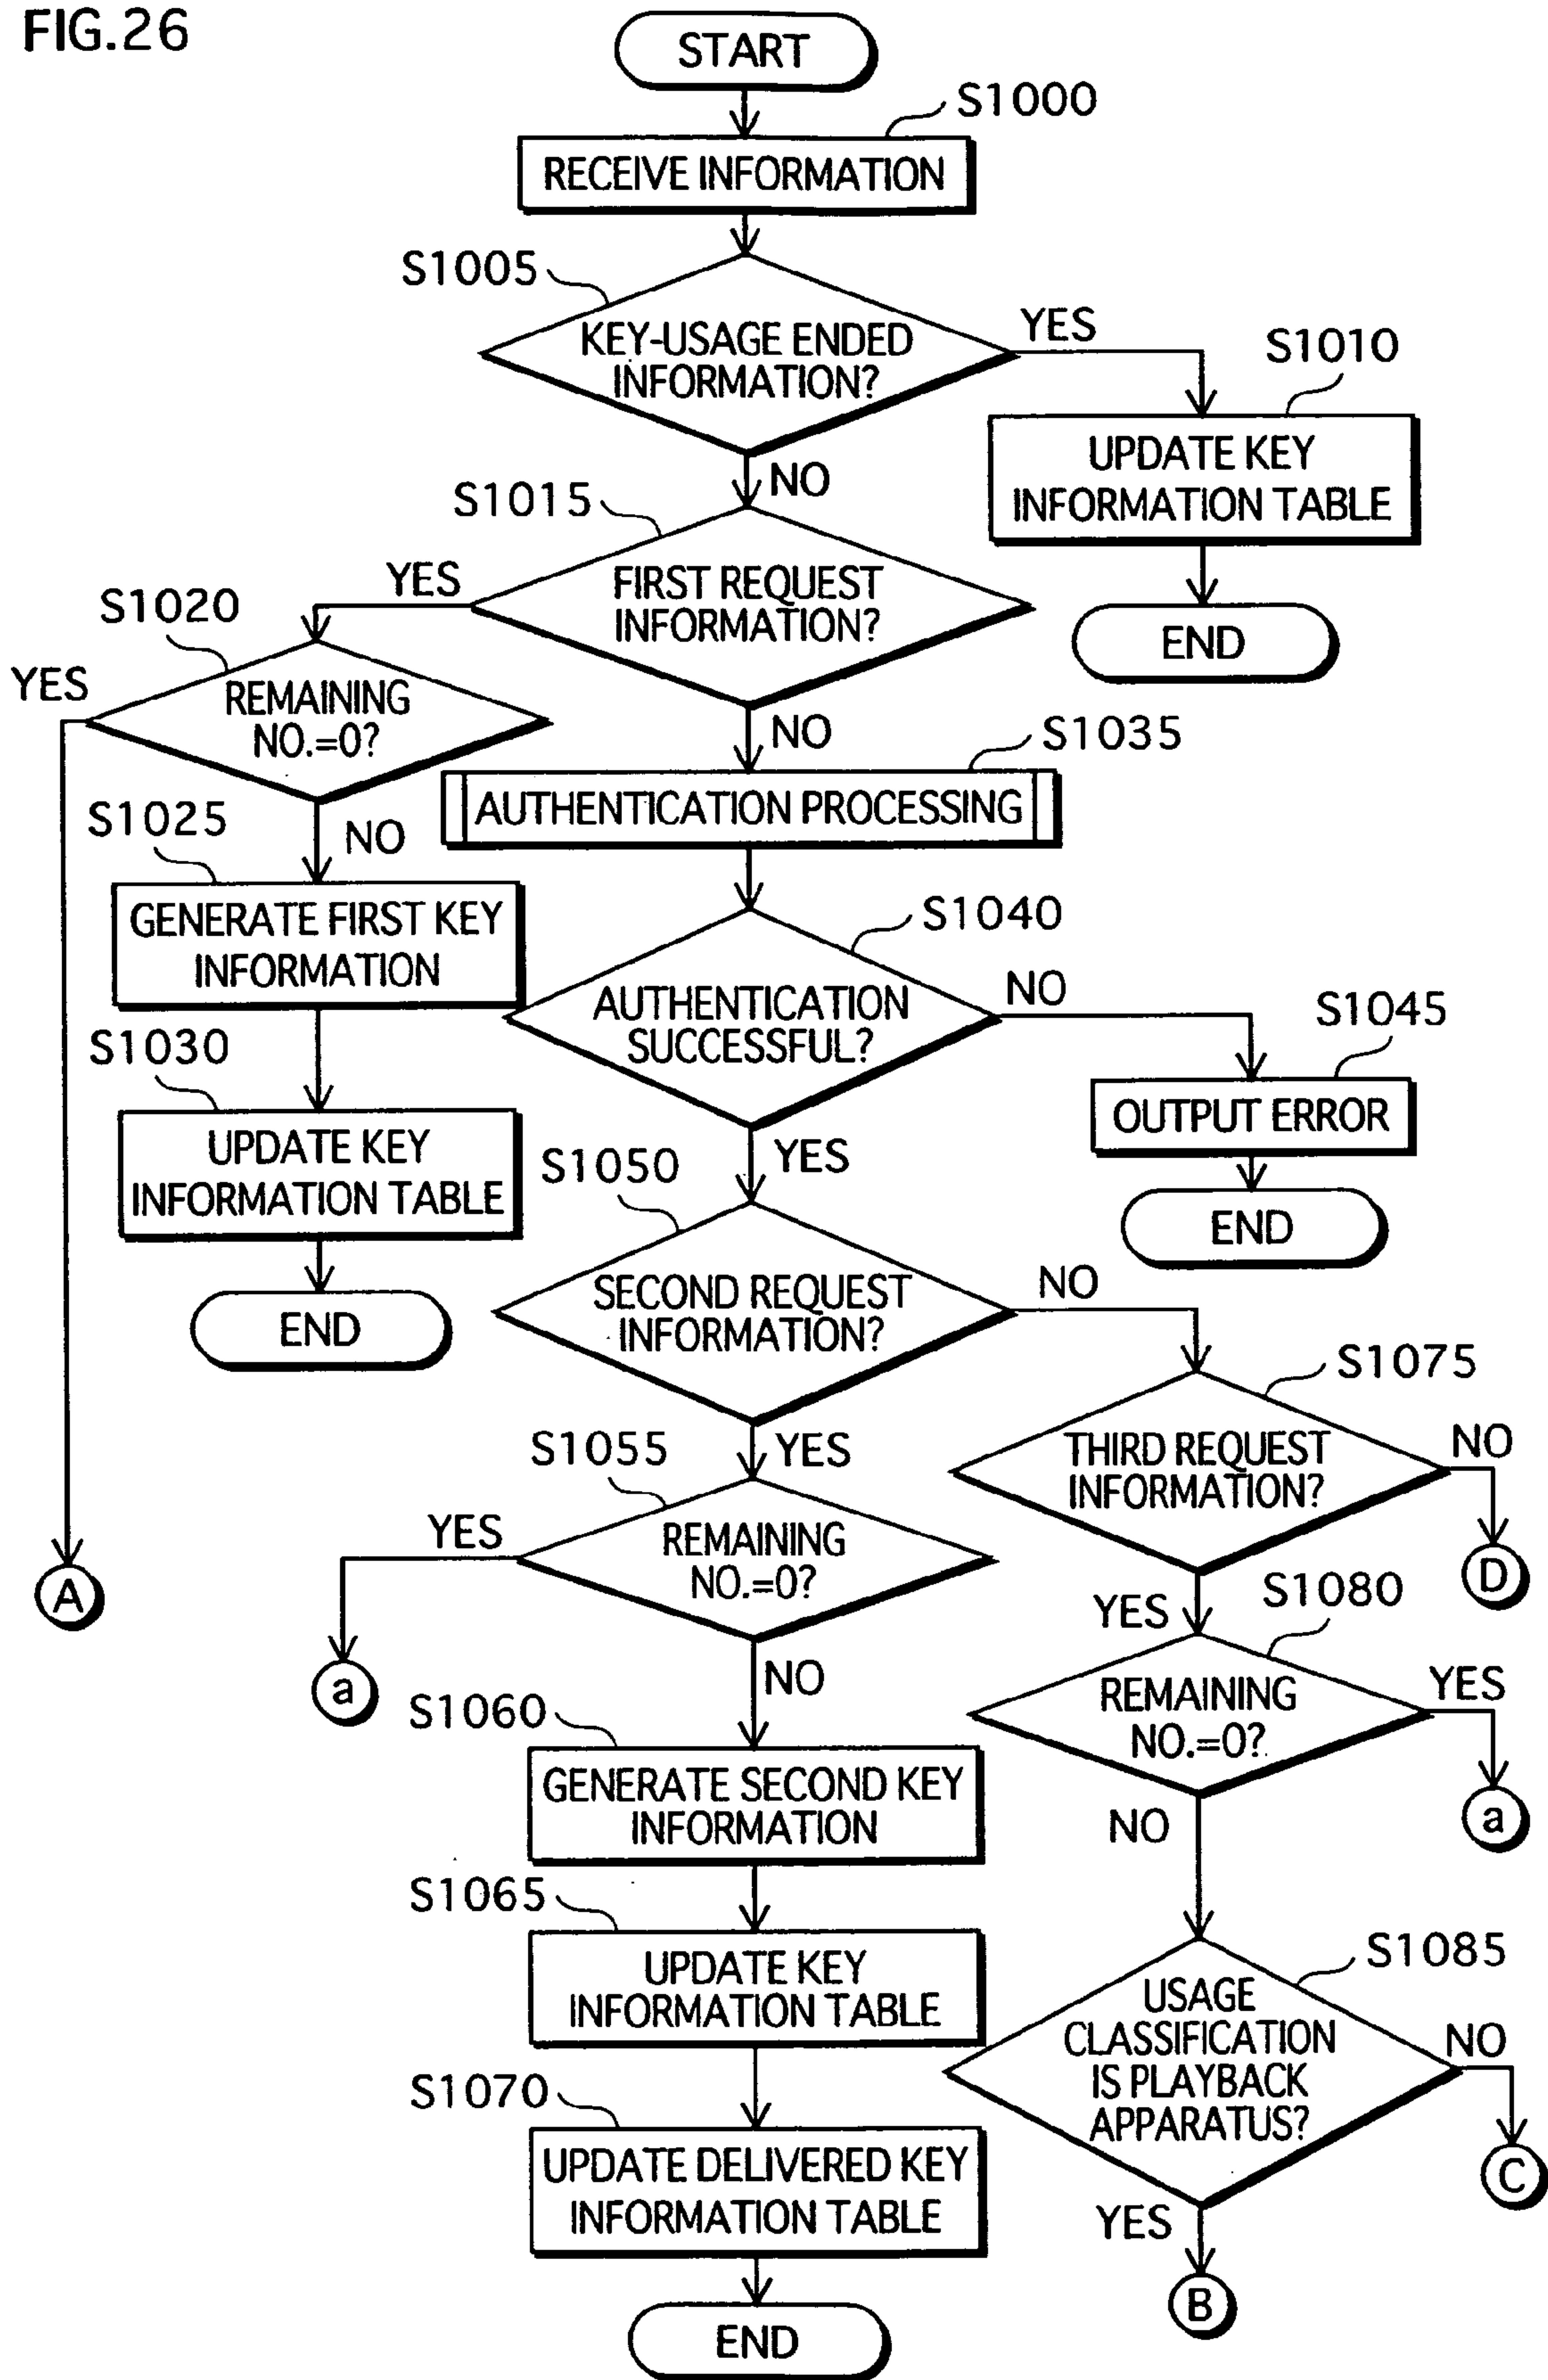 FIG.26
START
S1000
RECEIVE INFORMATION
S1005
KEY-USAGE ENDED
INFORMATION?
YES
S1010
UPDATE KEY
INFORMATION TABLE
END
NO
S1015
FIRST REQUEST
INFORMATION?
YES
S1020
YES
REMAINING
NO.=0?
NO
S1035
AUTHENTICATION PROCESSING
S1025
NO
GENERATE FIRST KEY
INFORMATION
S1030
UPDATE KEY
INFORMATION TABLE
END
A
S1040
AUTHENTICATION
SUCCESSFUL?
NO
S1045
OUTPUT ERROR
END
YES
S1050
SECOND REQUEST
INFORMATION?
NO
S1075
THIRD REQUEST
INFORMATION?
NO
D
YES
S1055
REMAINING
NO.=0?
YES
a
NO
S1060
GENERATE SECOND KEY
INFORMATION
S1065
UPDATE KEY
INFORMATION TABLE
S1070
UPDATE DELIVERED KEY
INFORMATION TABLE
END
YES
S1080
REMAINING
NO.=0?
YES
a
NO
S1085
USAGE
CLASSIFICATION
IS PLAYBACK
APPARATUS?
NO
C
YES
B